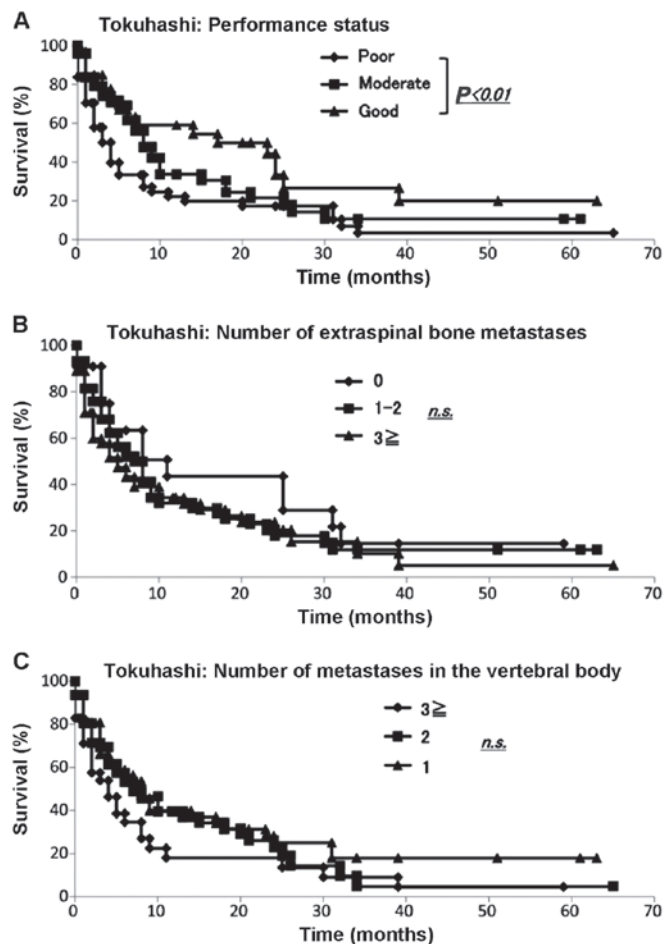 A
Tokuhashi: Performance status
Survival (%)
100
80
60
40
20
0
Poor
Moderate
Good
P<0.01
0 10 20 30 40 50 60 70
Time (months)
B
Tokuhashi: Number of extraspinal bone metastases
Survival (%)
100
80
60
40
20
0
0
1-2
3≧
n.s.
0 10 20 30 40 50 60 70
Time (months)
C
Tokuhashi: Number of metastases in the vertebral body
Survival (%)
100
80
60
40
20
0
3≧
2
1
n.s.
0 10 20 30 40 50 60 70
Time (months)